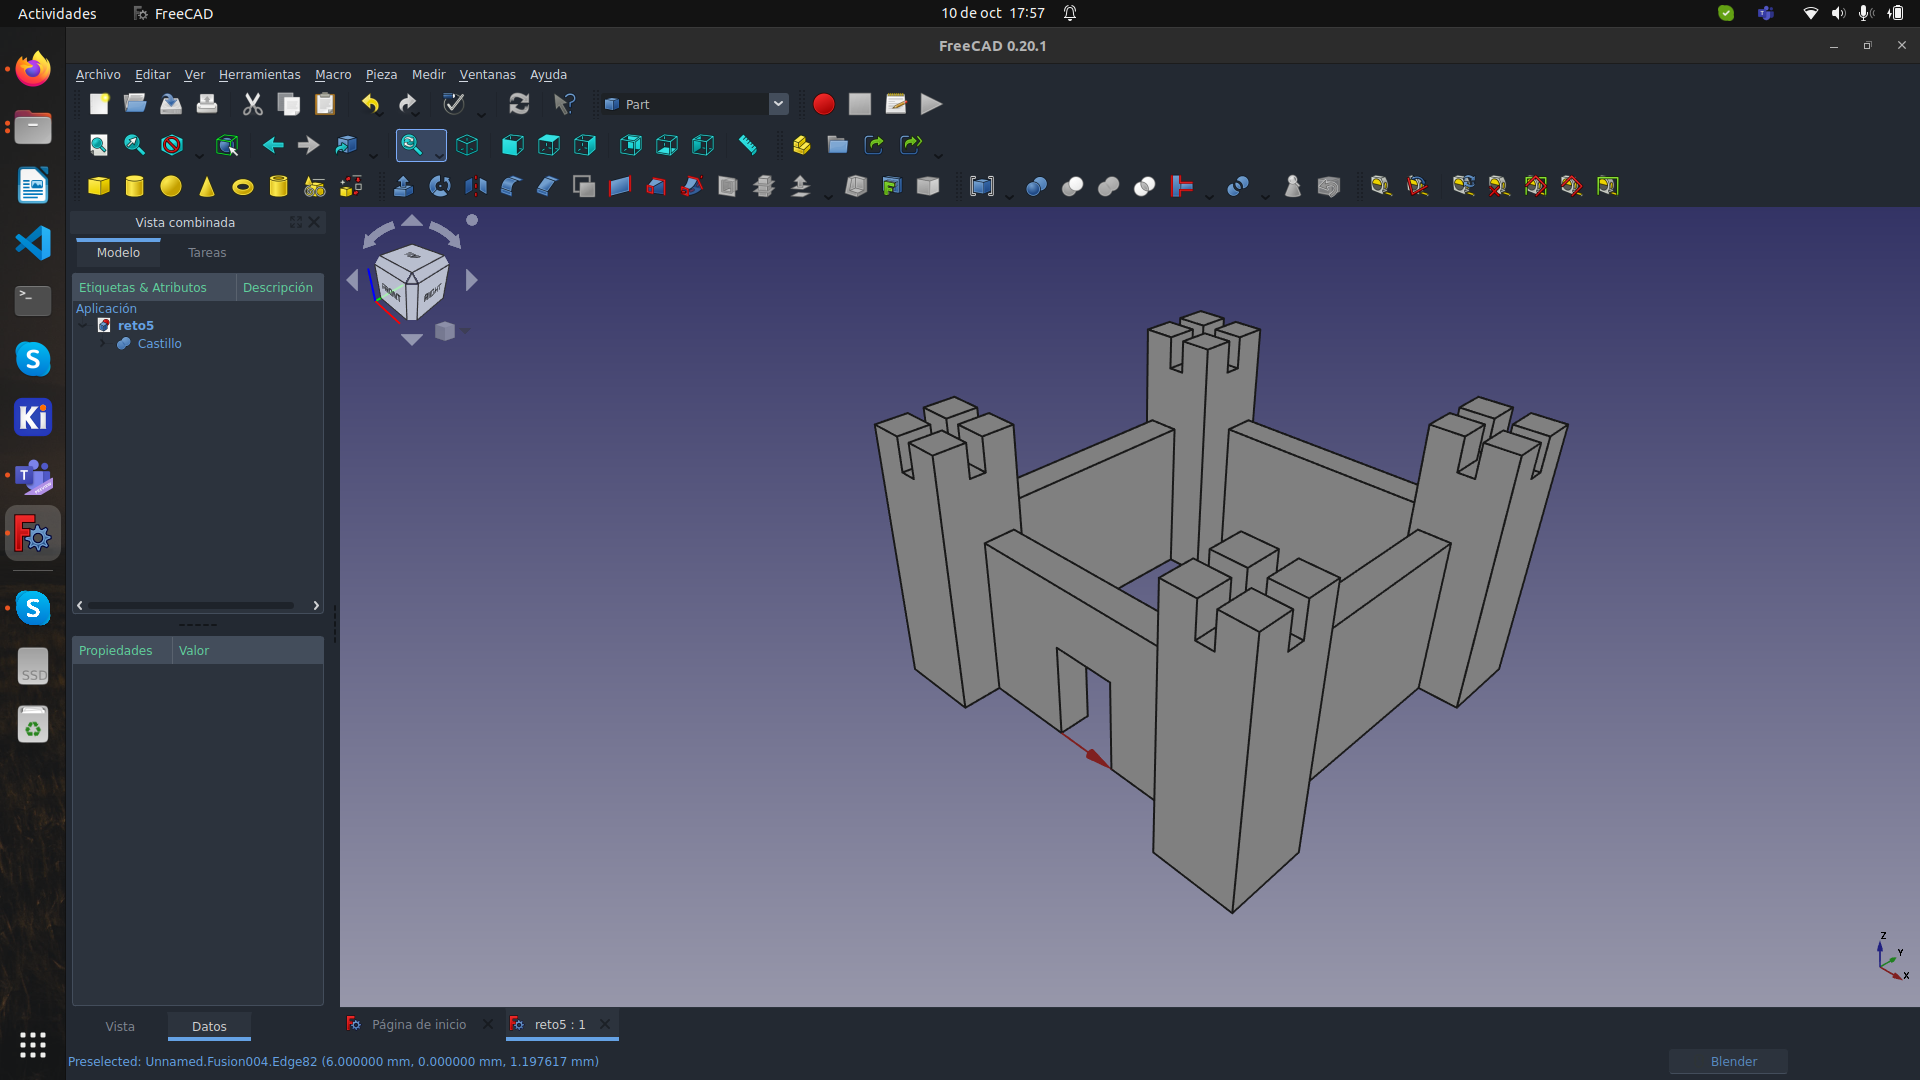 Actividades FreeCAD 10 de oct 17:57
FreeCAD 0.20.1
Archivo Editar Ver Herramientas Macro Pieza Medir Ventanas Ayuda
Part
Vista combinada
Modelo Tareas
Etiquetas & Atributos Descripción
Aplicación
reto5
Castillo
FRONT RIGHT
Ki
T
S
S
SSD
Propiedades Valor
Z
Y
X
Vista Datos
Página de inicio reto5 : 1
Preselected: Unnamed.Fusion004.Edge82 (6.000000 mm, 0.000000 mm, 1.197617 mm)
Blender